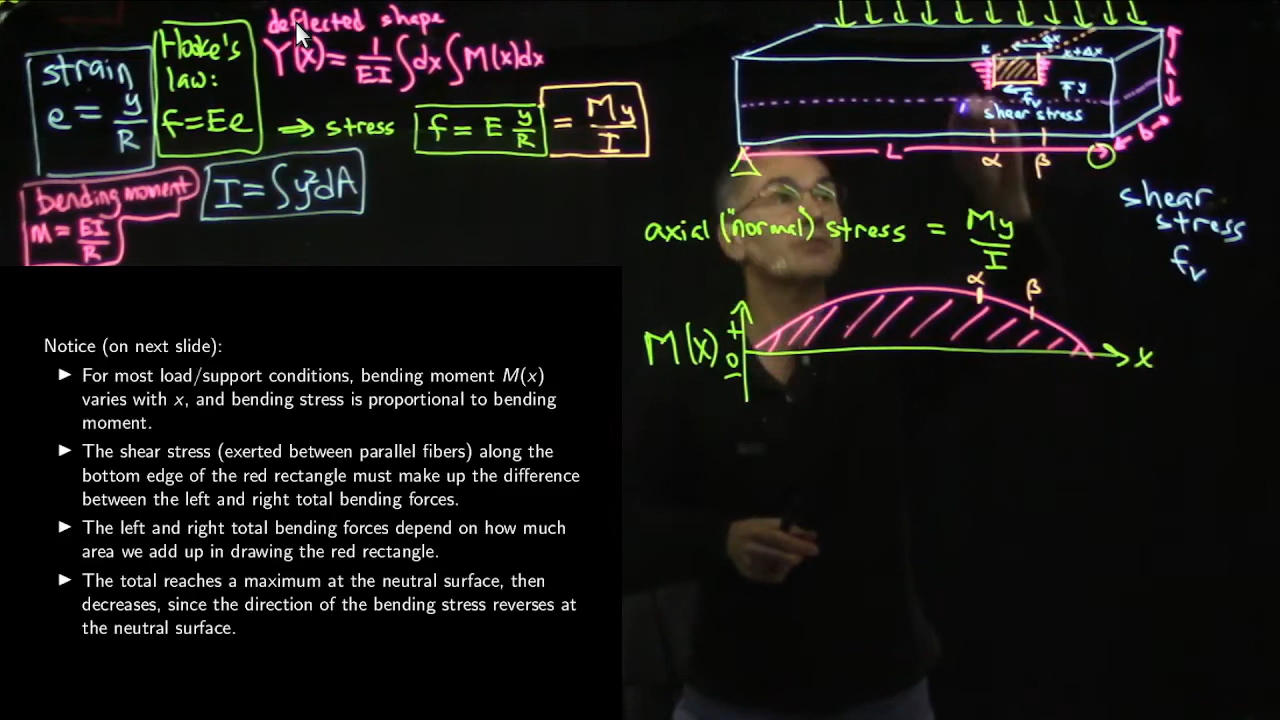 deflected shape
Y(x) = 1/EI ∫dx ∫M(x)dx
strain
e = y/R
Hooke's
law:
f=Ee
⇒ stress
f = E y/R = My/I
bending moment
M = EI/R
I = ∫y²dA
x
Δx
x+Δx
h
y
fv
shear stress
b
L
α
β
axial ("normal") stress = My/I
shear
stress
fv
M(x)
+
0
−
α
β
x
Notice (on next slide):
▶ For most load/support conditions, bending moment M(x)
varies with x, and bending stress is proportional to bending
moment.
▶ The shear stress (exerted between parallel fibers) along the
bottom edge of the red rectangle must make up the difference
between the left and right total bending forces.
▶ The left and right total bending forces depend on how much
area we add up in drawing the red rectangle.
▶ The total reaches a maximum at the neutral surface, then
decreases, since the direction of the bending stress reverses at
the neutral surface.